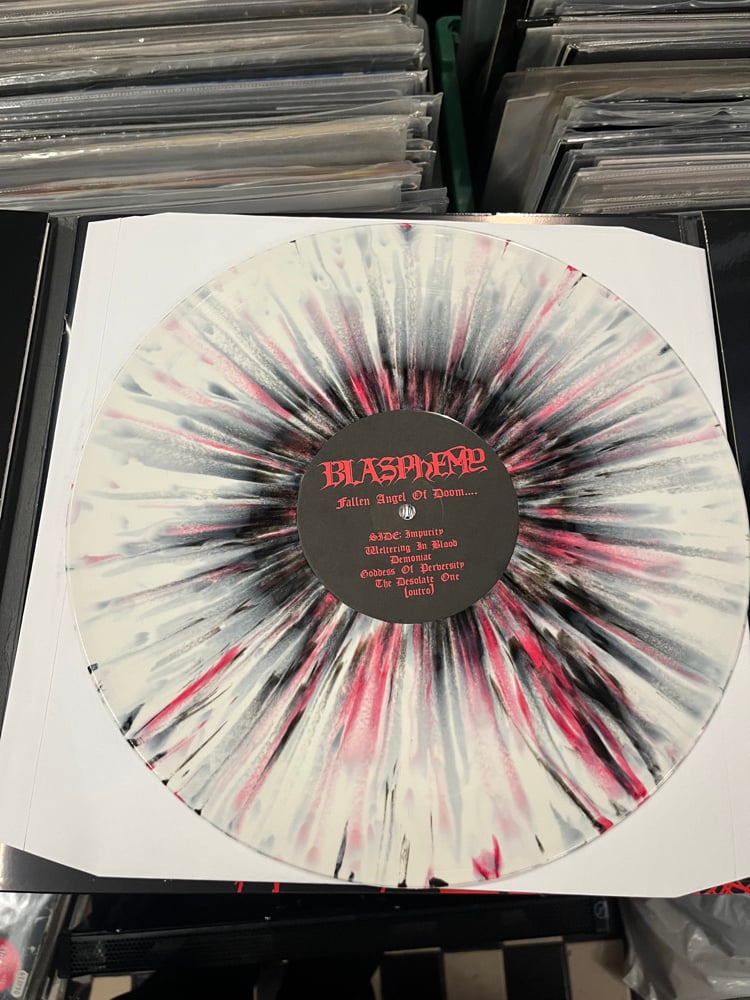 BLASPHEMY
Fallen Angel Of Doom....
SIDE: Impurity
Weltering In Blood
Demoniac
Goddess Of Perversity
The Desolate One
(outro)